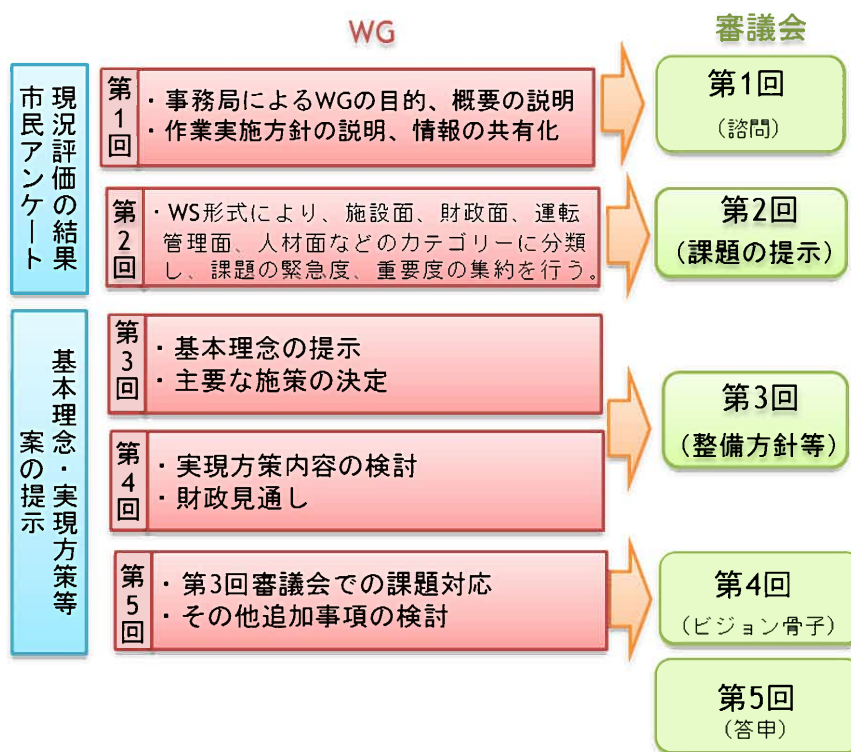 WG
審議会
現況評価の結果
市民アンケート
第1回
・事務局によるWGの目的、概要の説明
・作業実施方針の説明、情報の共有化
第1回
(諮問)
第2回
・WS形式により、施設面、財政面、運転
管理面、人材面などのカテゴリーに分類
し、課題の緊急度、重要度の集約を行う。
第2回
(課題の提示)
基本理念・実現方策等
案の提示
第3回
・基本理念の提示
・主要な施策の決定
第4回
・実現方策内容の検討
・財政見通し
第3回
(整備方針等)
第5回
・第3回審議会での課題対応
・その他追加事項の検討
第4回
(ビジョン骨子)
第5回
(答申)